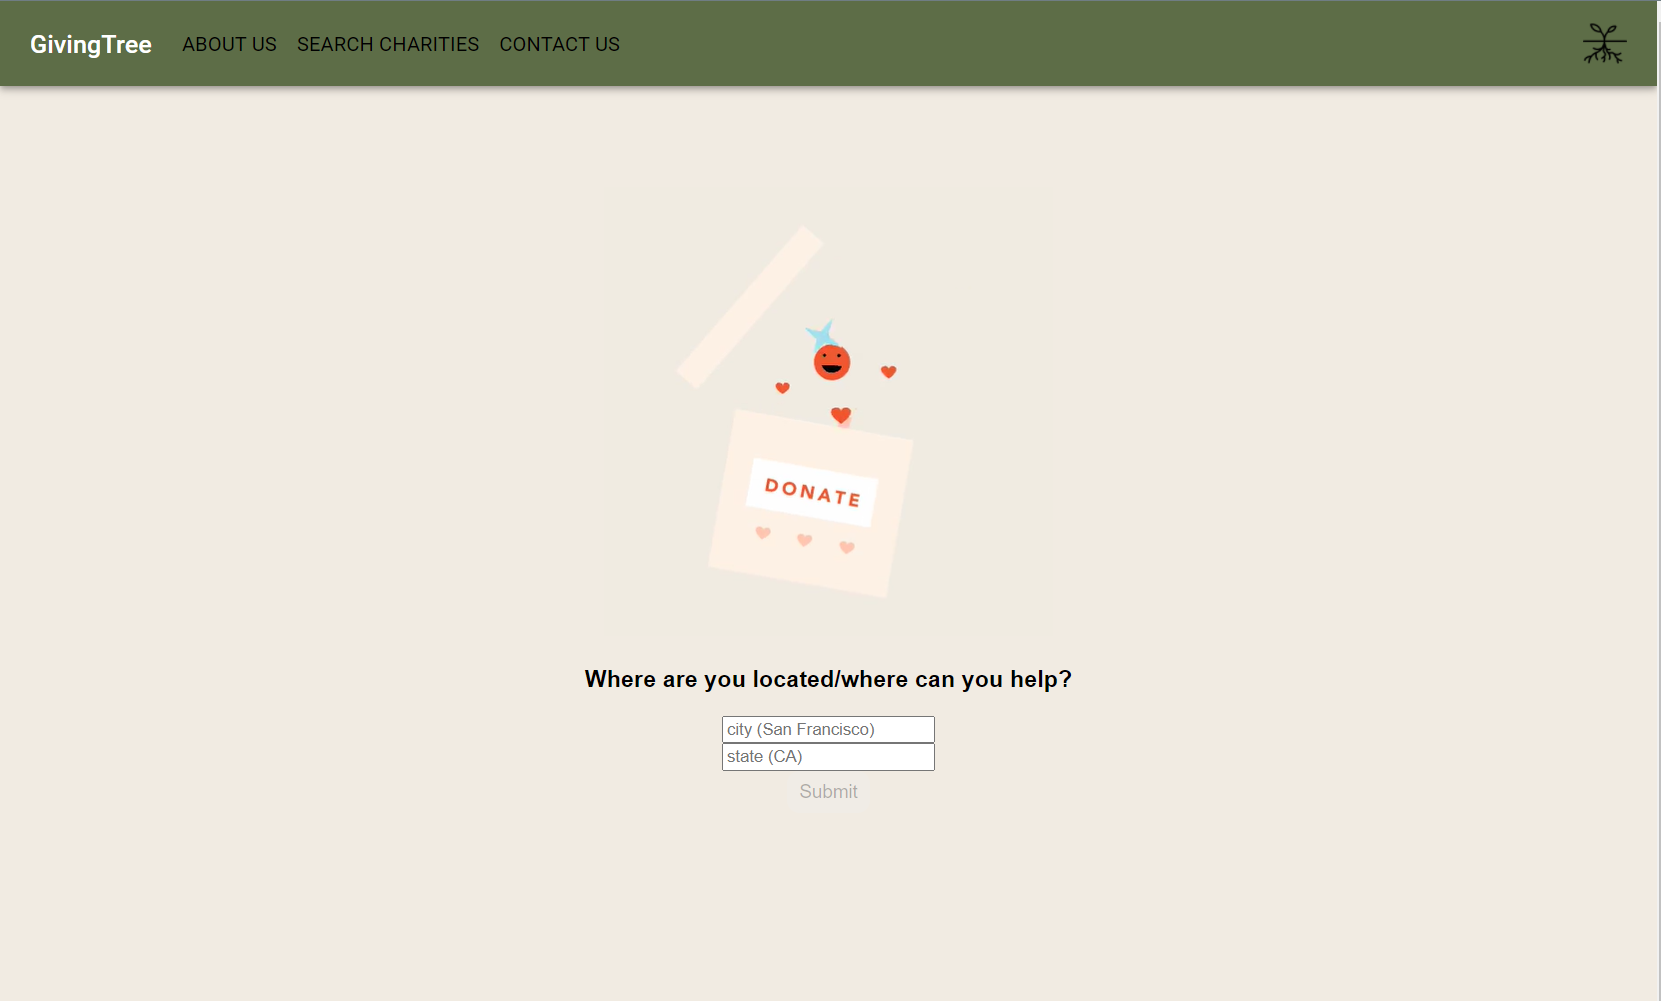 GivingTree ABOUT US SEARCH CHARITIES CONTACT US
DONATE
Where are you located/where can you help?
city (San Francisco)
state (CA)
Submit